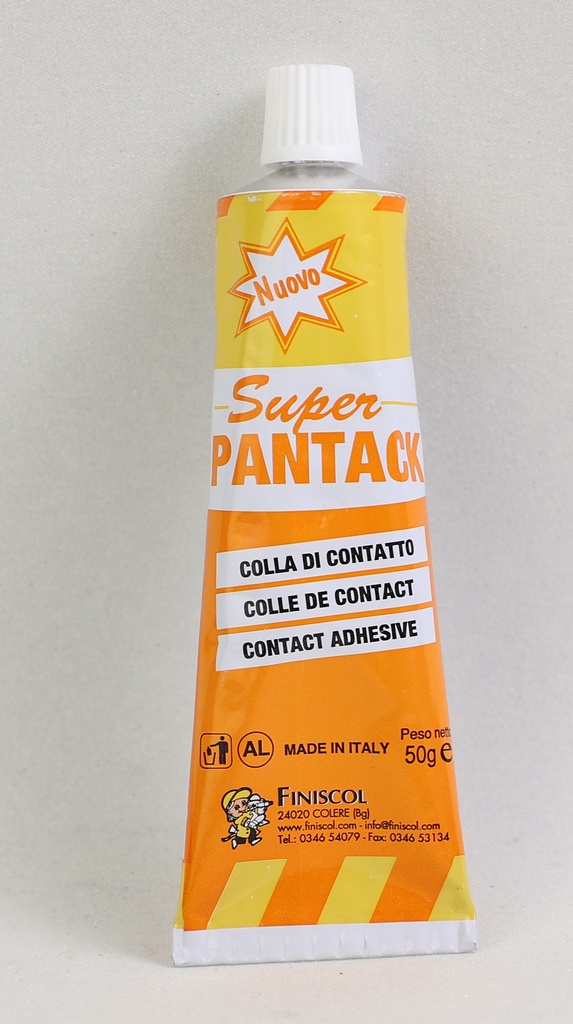 Nuovo
Super
PANTACK
COLLA DI CONTATTO
COLLE DE CONTACT
CONTACT ADHESIVE
AL MADE IN ITALY
Peso netto
50g e
FINISCOL
24020 COLERE (Bg)
www.finiscol.com - info@finiscol.com
Tel.: 0346 54079 - Fax: 0346 53134